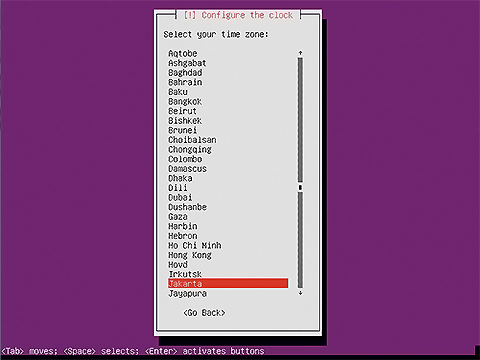 [!] Configure the clock
Select your time zone:
Aqtobe
Ashgabat
Baghdad
Bahrain
Baku
Bangkok
Beirut
Bishkek
Brunei
Choibalsan
Chongqing
Colombo
Damascus
Dhaka
Dili
Dubai
Dushanbe
Gaza
Harbin
Hebron
Ho Chi Minh
Hong Kong
Hovd
Irkutsk
Jakarta
Jayapura
<Go Back>
<Tab> moves; <Space> selects; <Enter> activates buttons